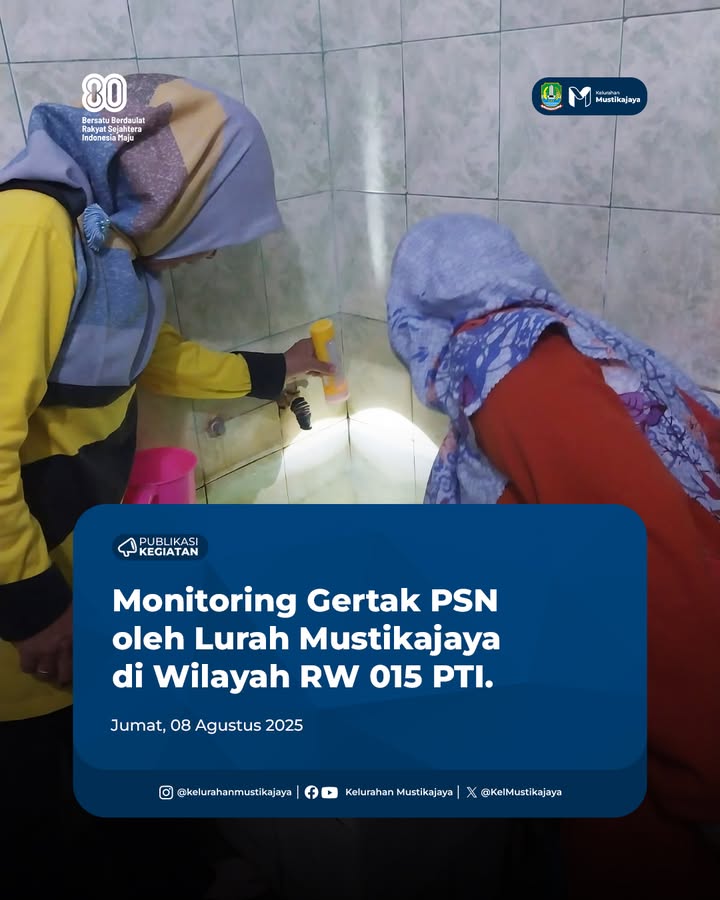 80
Bersatu Berdaulat
Rakyat Sejahtera
Indonesia Maju
Kelurahan
Mustikajaya
PUBLIKASI
KEGIATAN
Monitoring Gertak PSN
oleh Lurah Mustikajaya
di Wilayah RW 015 PTI.
Jumat, 08 Agustus 2025
@kelurahanmustikajaya | Kelurahan Mustikajaya | @KelMustikajaya